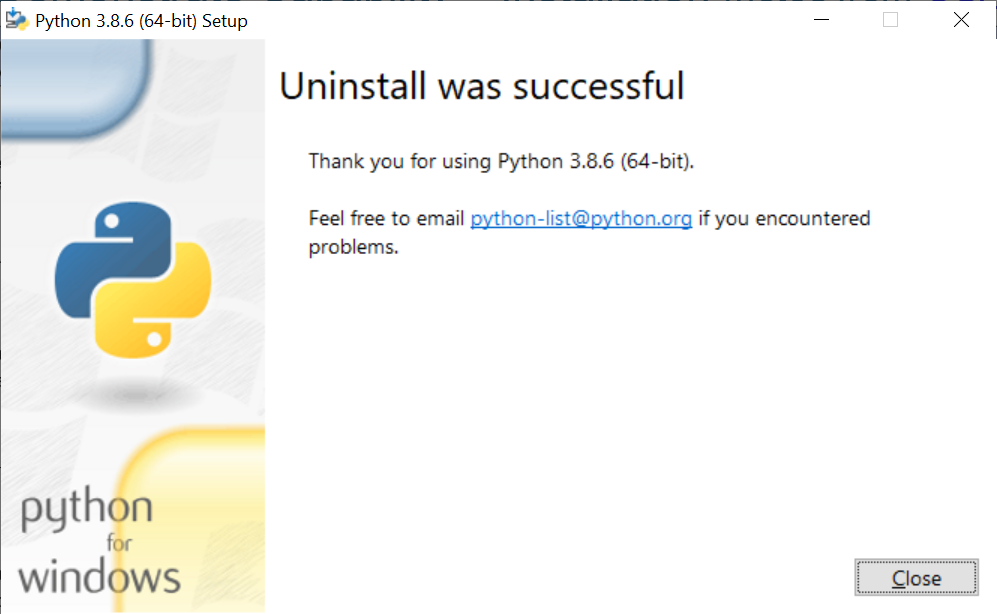 Python 3.8.6 (64-bit) Setup
Uninstall was successful
Thank you for using Python 3.8.6 (64-bit).
Feel free to email python-list@python.org if you encountered
problems.
python
for
windows
Close